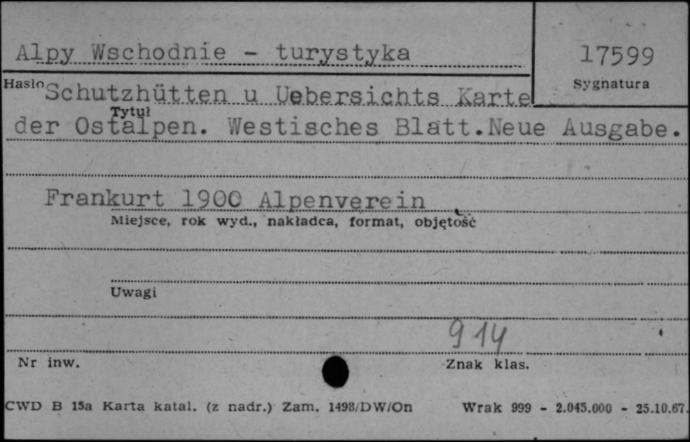 Alpy Wschodnie - turystyka
17599
Hasło
Sygnatura
Schutzhütten u Uebersichts Karte
Tytuł
der Ostalpen. Westisches Blatt.Neue Ausgabe.
Frankurt 1900 Alpenverein
Miejsce, rok wyd., nakładca, format, objętość
Uwagi
914
Nr inw.
Znak klas.
CWD B 15a Karta katal. (z nadr.) Zam. 1498/DW/On
Wrak 999 - 2.045.000 - 25.10.67.